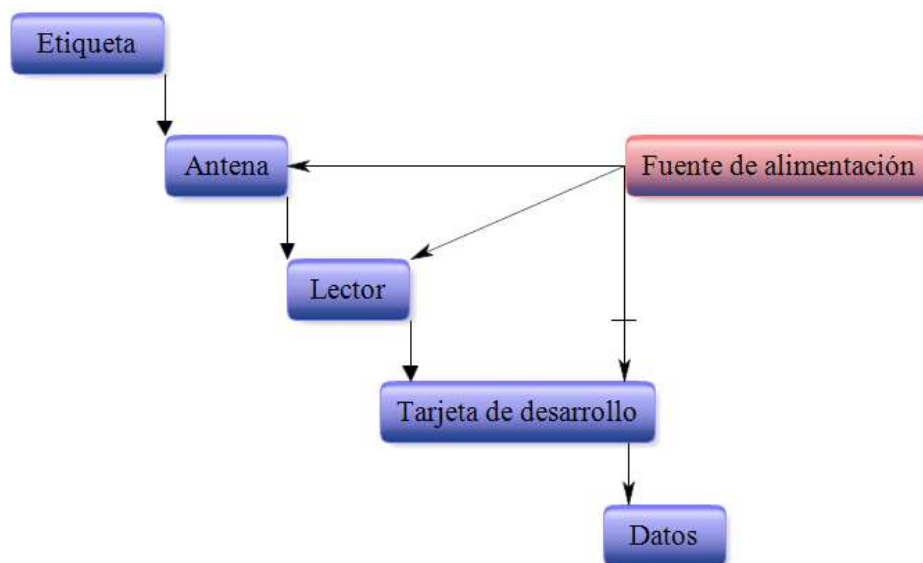 Etiqueta
Antena
Fuente de alimentación
Lector
Tarjeta de desarrollo
Datos